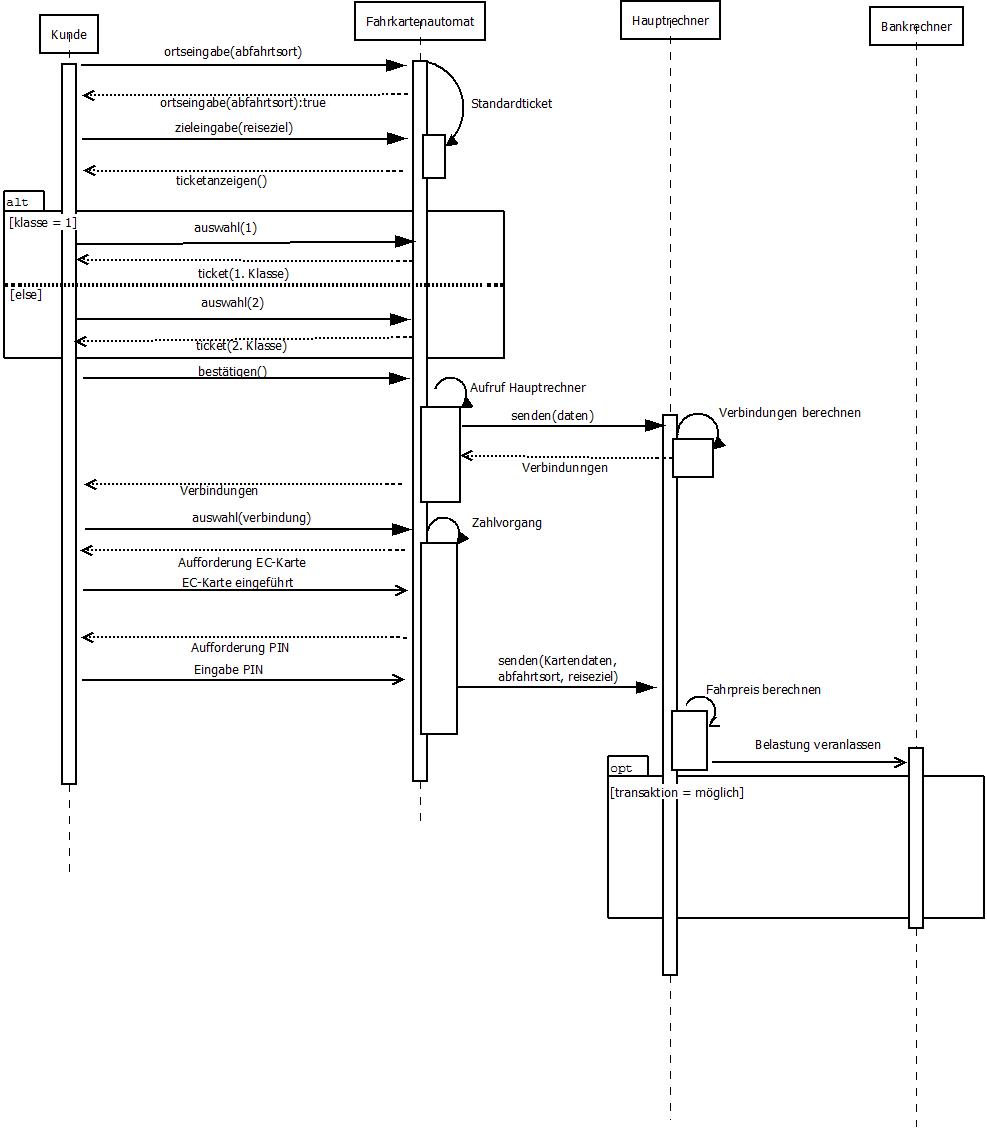 Kunde
Fahrkartenautomat
Hauptrechner
Bankrechner
ortseingabe(abfahrtsort)
ortseingabe(abfahrtsort):true
Standardticket
zieleingabe(reiseziel)
ticketanzeigen()
alt
[klasse = 1]
auswahl(1)
ticket(1. Klasse)
[else]
auswahl(2)
ticket(2. Klasse)
bestätigen()
Aufruf Hauptrechner
senden(daten)
Verbindungen berechnen
Verbindunngen
Verbindungen
auswahl(verbindung)
Zahlvorgang
Aufforderung EC-Karte
EC-Karte eingeführt
Aufforderung PIN
Eingabe PIN
senden(Kartendaten,
abfahrtsort, reiseziel)
Fahrpreis berechnen
Belastung veranlassen
opt
[transaktion = möglich]